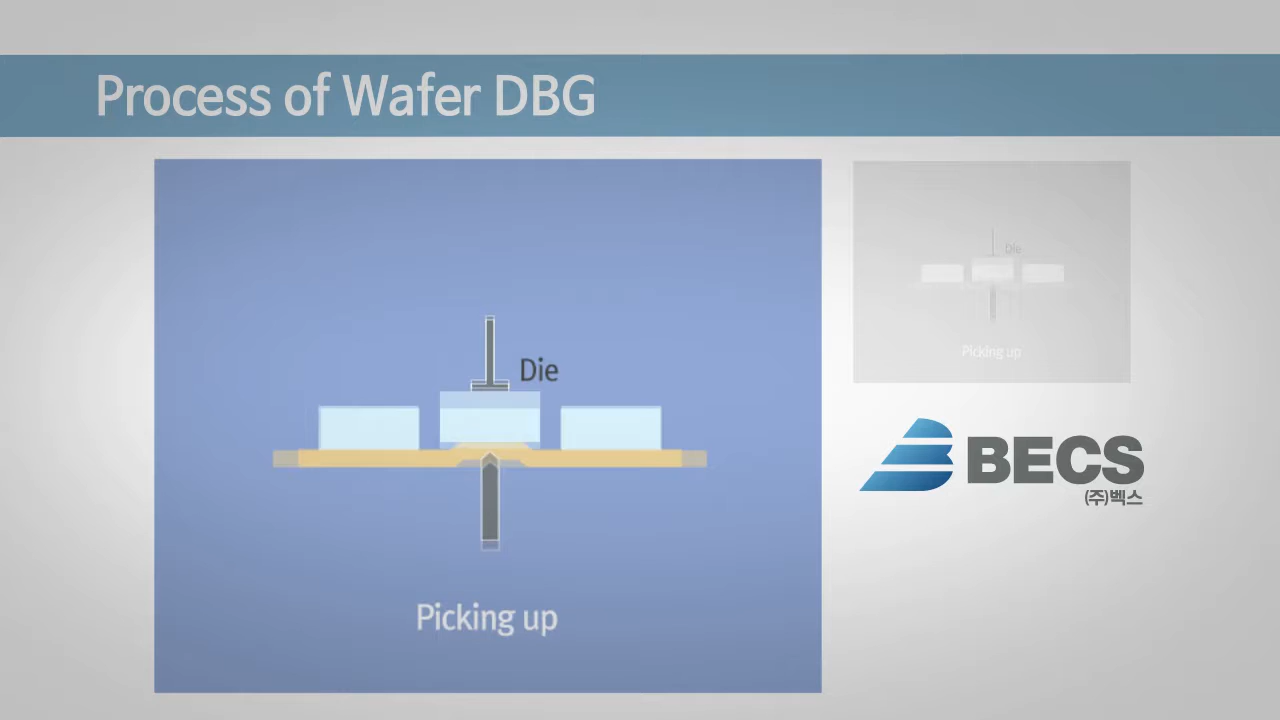 Process of Wafer DBG
Die
Picking up
Die
Picking up
BECS
(주)벡스